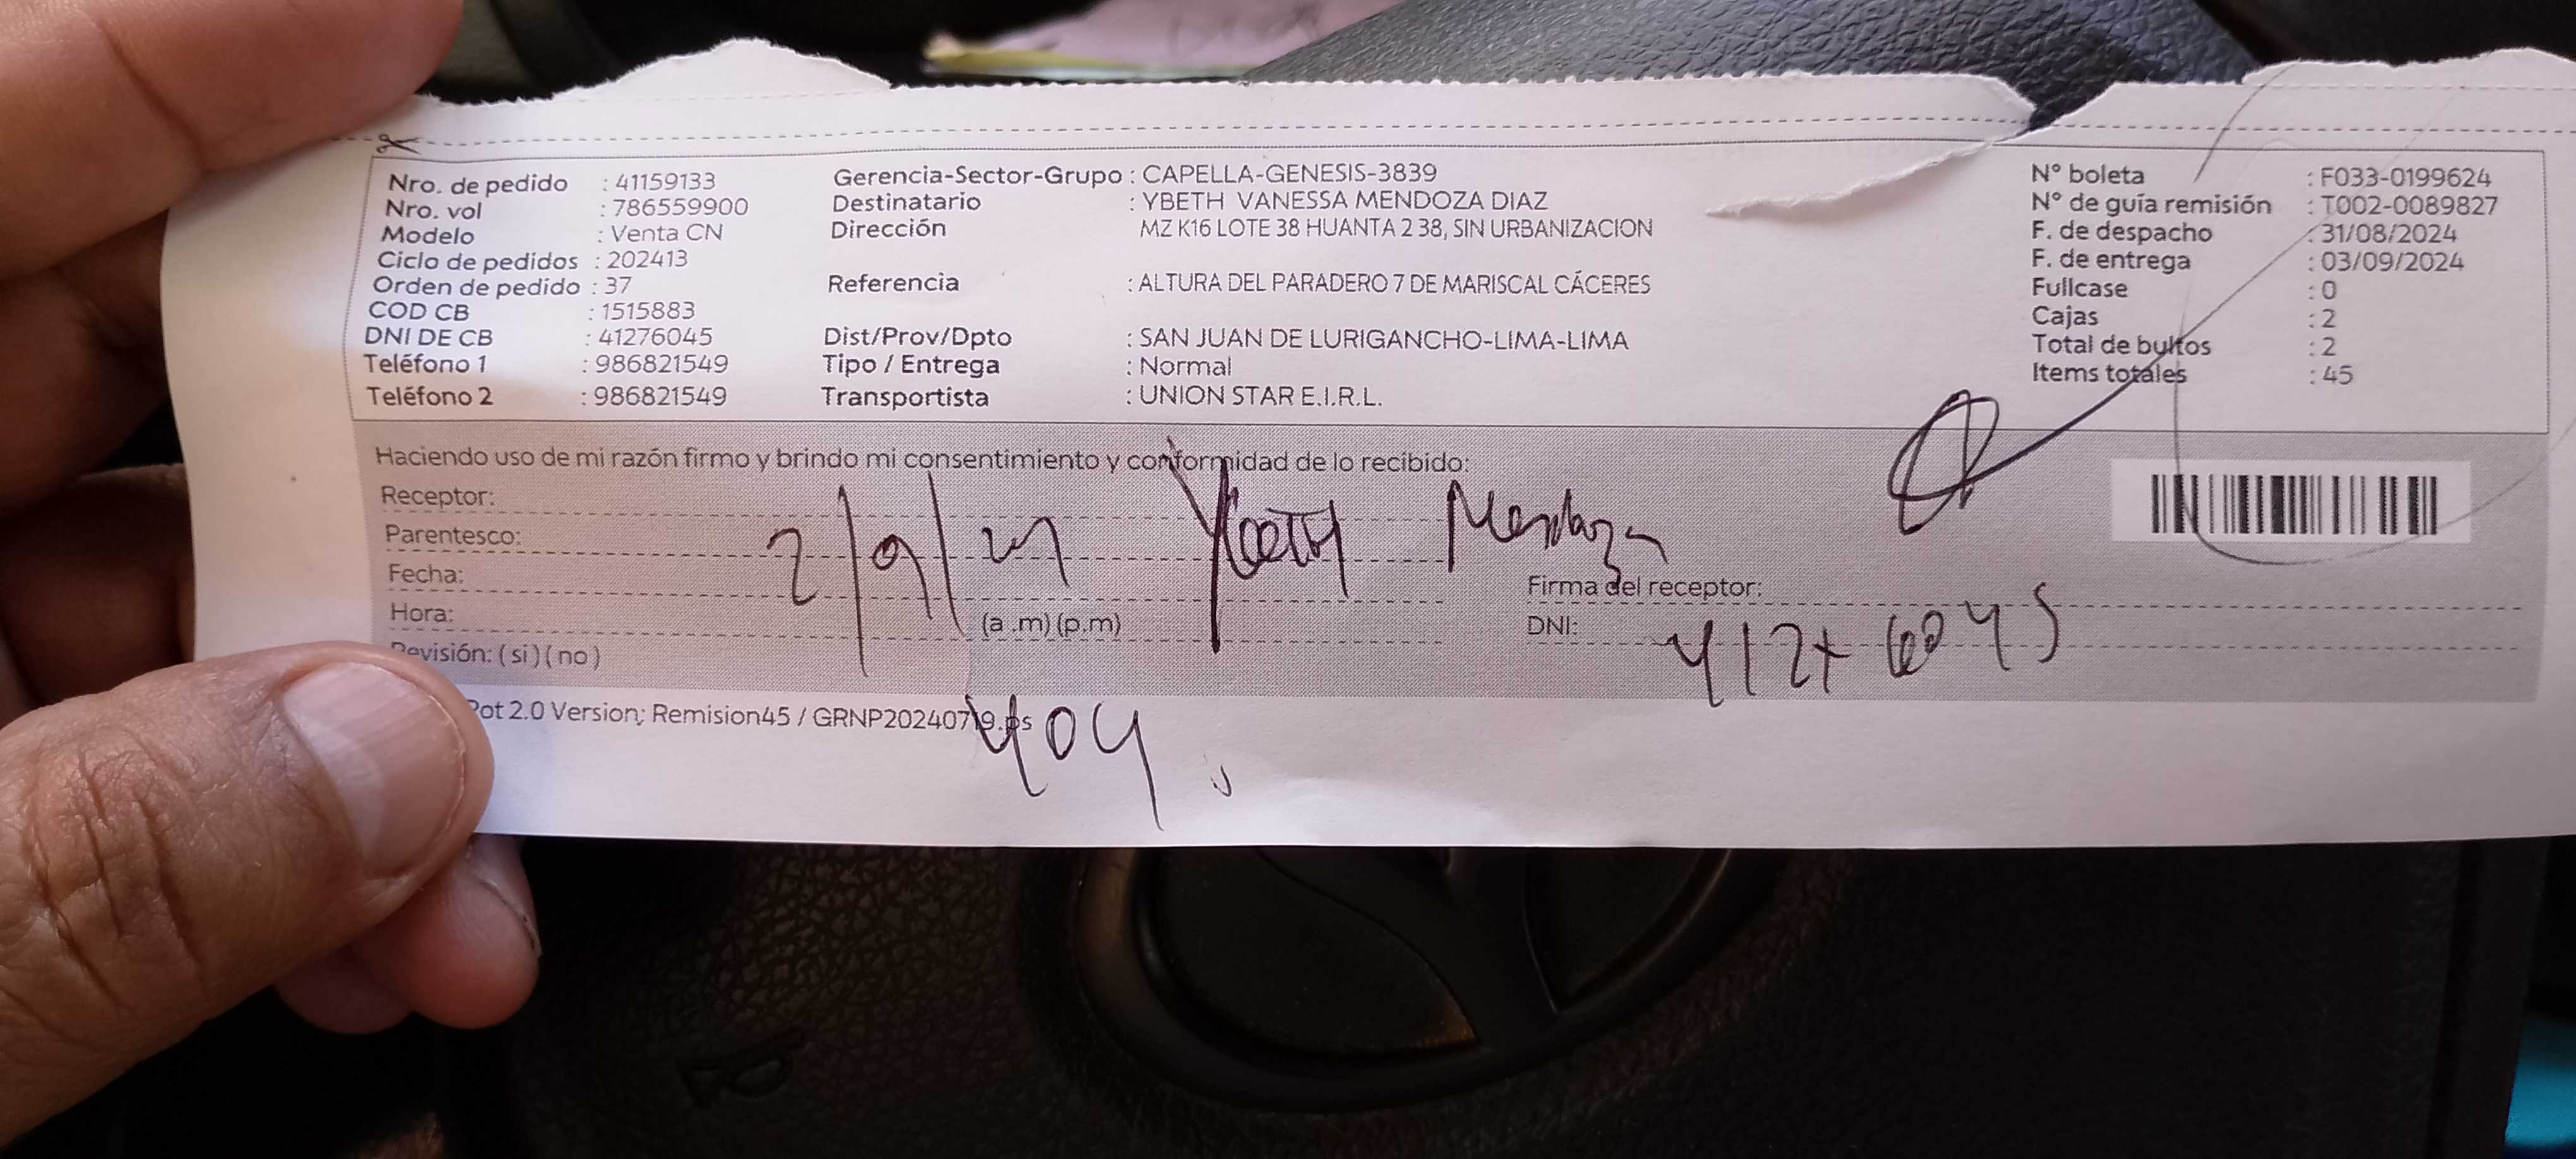 Nro. de pedido : 41159133
Nro. vol : 786559900
Modelo : Venta CN
Ciclo de pedidos : 202413
Orden de pedido : 37
COD CB : 1515883
DNI DE CB : 41276045
Teléfono 1 : 986821549
Teléfono 2 : 986821549
Gerencia-Sector-Grupo : CAPELLA-GENESIS-3839
Destinatario : YBETH VANESSA MENDOZA DIAZ
Dirección MZ K16 LOTE 38 HUANTA 2 38, SIN URBANIZACION
Referencia : ALTURA DEL PARADERO 7 DE MARISCAL CÁCERES
Dist/Prov/Dpto : SAN JUAN DE LURIGANCHO-LIMA-LIMA
Tipo / Entrega : Normal
Transportista : UNION STAR E.I.R.L.
N° boleta : F033-0199624
N° de guía remisión : T002-0089827
F. de despacho : 31/08/2024
F. de entrega : 03/09/2024
Fullcase : 0
Cajas : 2
Total de bultos : 2
Items totales : 45
Haciendo uso de mi razón firmo y brindo mi consentimiento y conformidad de lo recibido:
Receptor:
Parentesco:
2/9/24 Ybeth Mendoza
Fecha:
Firma del receptor:
Hora: (a .m) (p.m)
DNI: 41276045
Revisión: ( si ) ( no )
Pot 2.0 Version; Remision45 / GRNP20240719.ps
404